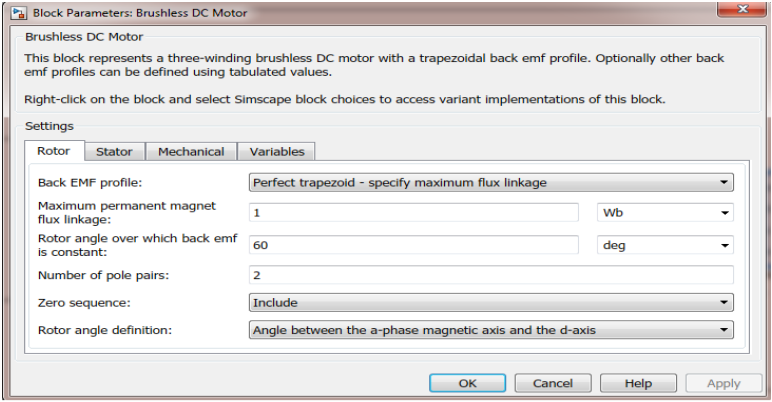 Block Parameters: Brushless DC Motor
Brushless DC Motor
This block represents a three-winding brushless DC motor with a trapezoidal back emf profile. Optionally other back
emf profiles can be defined using tabulated values.
Right-click on the block and select Simscape block choices to access variant implementations of this block.
Settings
Rotor Stator Mechanical Variables
Back EMF profile: Perfect trapezoid - specify maximum flux linkage
Maximum permanent magnet
flux linkage: 1 Wb
Rotor angle over which back emf
is constant: 60 deg
Number of pole pairs: 2
Zero sequence: Include
Rotor angle definition: Angle between the a-phase magnetic axis and the d-axis
OK Cancel Help Apply